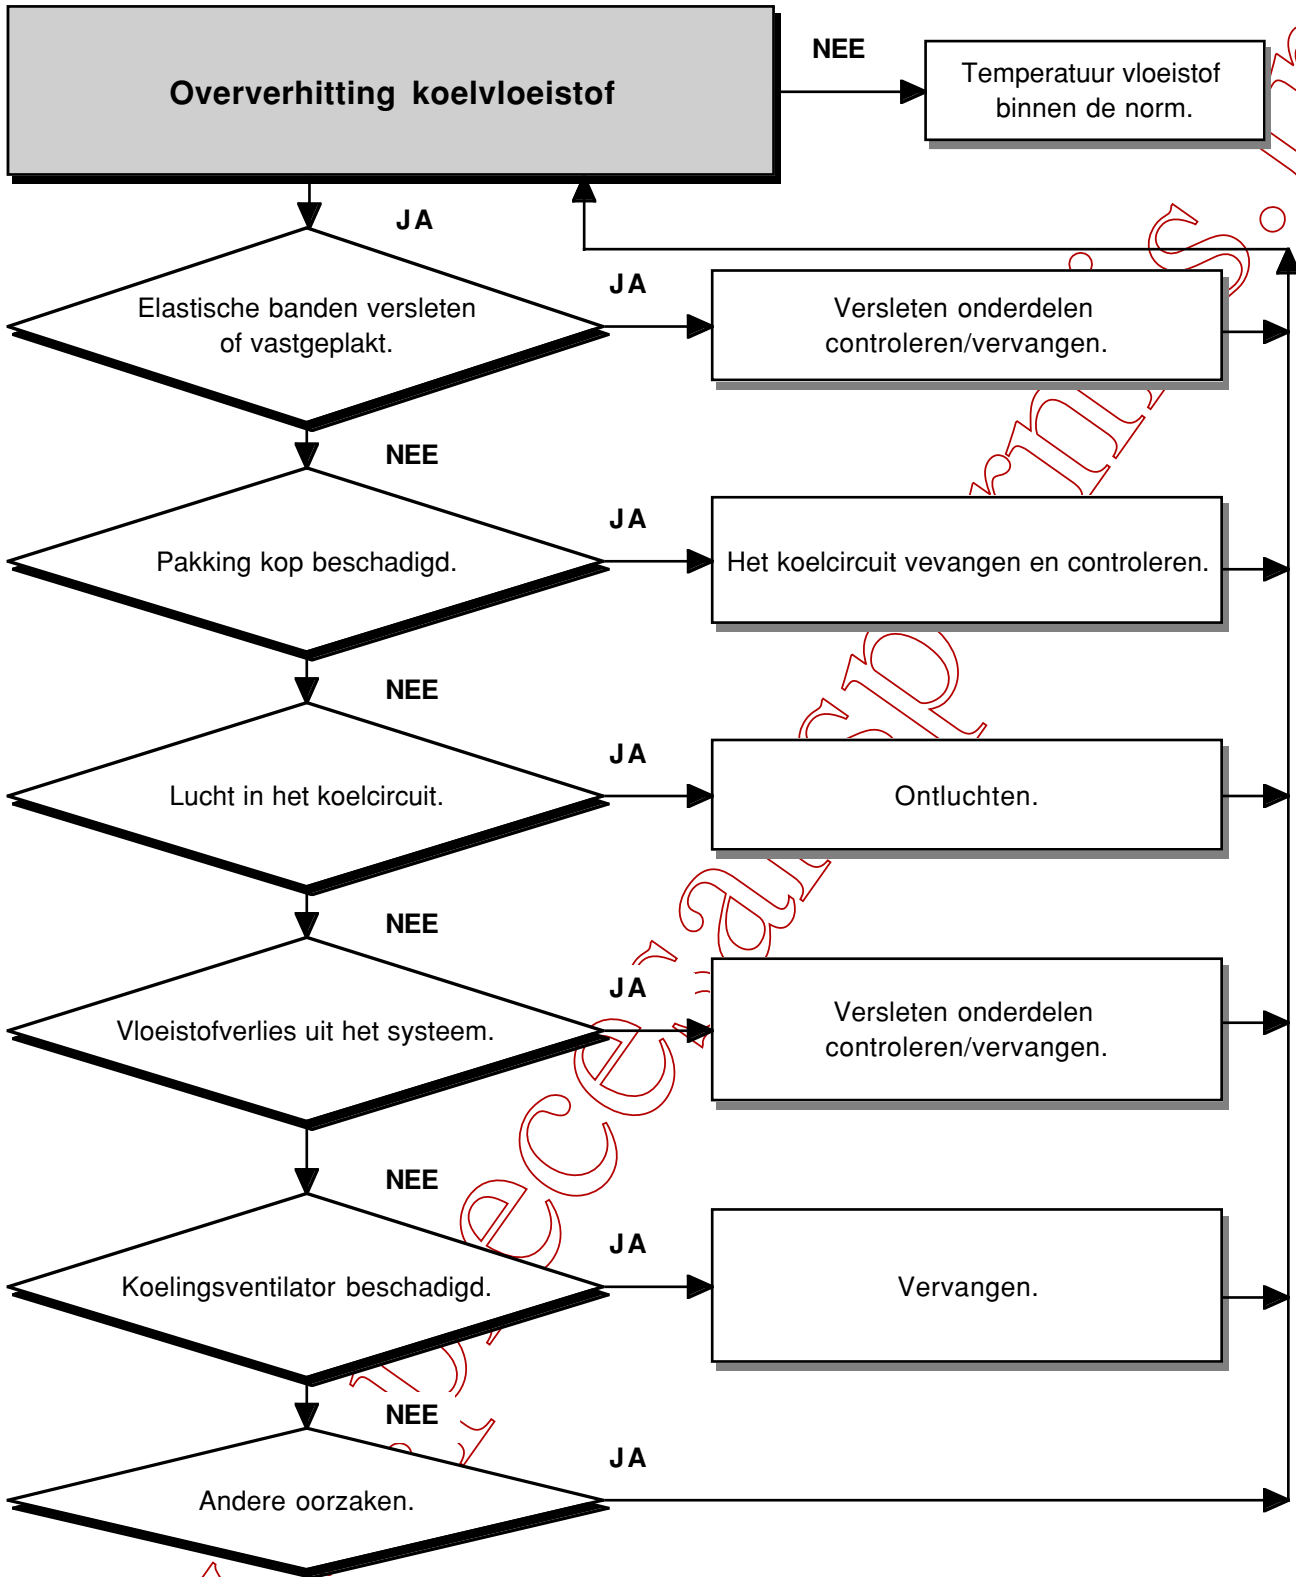 Oververhitting koelvloeistof
NEE
Temperatuur vloeistof
binnen de norm.
JA
Elastische banden versleten
of vastgeplakt.
JA
Versleten onderdelen
controleren/vervangen.
NEE
Pakking kop beschadigd.
JA
Het koelcircuit vevangen en controleren.
NEE
Lucht in het koelcircuit.
JA
Ontluchten.
NEE
Vloeistofverlies uit het systeem.
JA
Versleten onderdelen
controleren/vervangen.
NEE
Koelingsventilator beschadigd.
JA
Vervangen.
NEE
Andere oorzaken.
JA